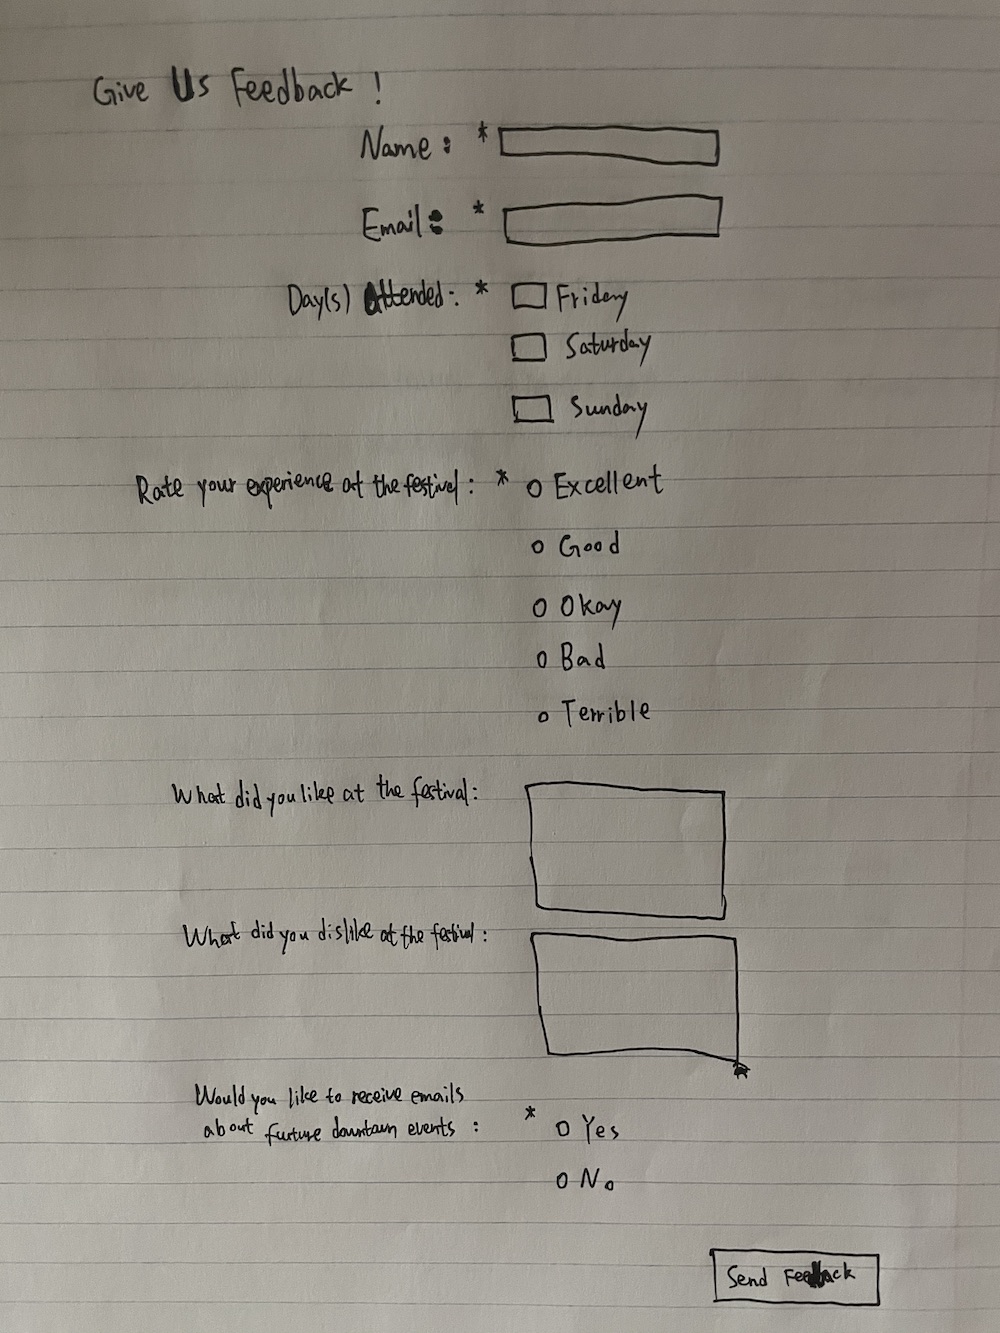 Give Us Feedback !
Name : *
Email : *
Day(s) Attended : * Friday
Saturday
Sunday
Rate your experience at the festival : * Excellent
Good
Okay
Bad
Terrible
What did you like at the festival :
What did you dislike at the festival :
Would you like to receive emails
about furture downtown events : * Yes
No
Send Feedback